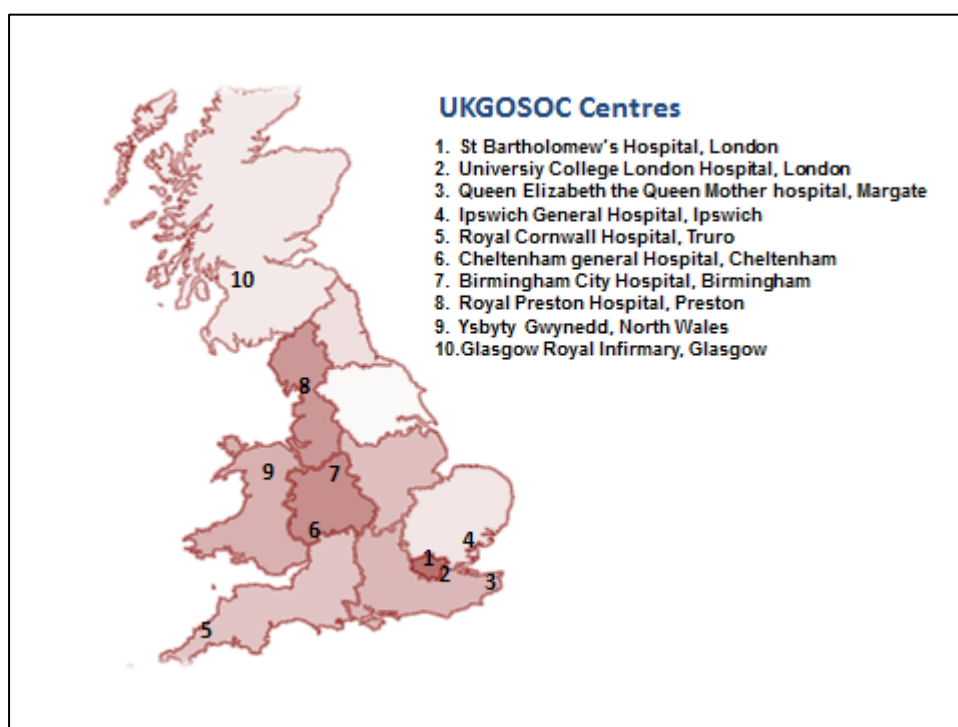 UKGOSOC Centres
1. St Bartholomew's Hospital, London
2. Universiy College London Hospital, London
3. Queen Elizabeth the Queen Mother hospital, Margate
4. Ipswich General Hospital, Ipswich
5. Royal Cornwall Hospital, Truro
6. Cheltenham general Hospital, Cheltenham
7. Birmingham City Hospital, Birmingham
8. Royal Preston Hospital, Preston
9. Ysbyty Gwynedd, North Wales
10.Glasgow Royal Infirmary, Glasgow
10
8
9
7
6
4
1
2
3
5